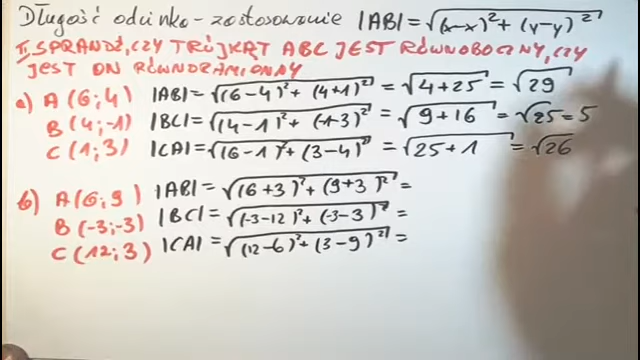 Długość odcinka - zastosowanie |AB| = √(x-x)²+(y-y)²
II SPRAWDŹ, CZY TRÓJKĄT ABC JEST RÓWNOBOCZNY, CZY
JEST ON RÓWNORAMIONNY
a) A (6;4) |AB| = √(6-4)²+(4+1)² = √4+25 = √29
B (4;-1) |BC| = √(4-1)²+(-1-3)² = √9+16 = √25 = 5
C (1;3) |CA| = √(6-1)²+(3-4)² = √25+1 = √26
b) A(6;9) |AB| = √(6+3)²+(9+3)² =
B(-3;-3) |BC| = √(-3-12)²+(-3-3)² =
C(12;3) |CA| = √(12-6)²+(3-9)² =